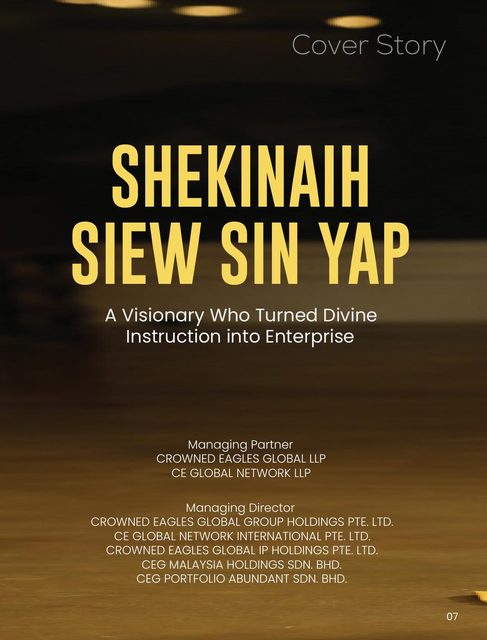 Cover Story
SHEKINAIH
SIEW SIN YAP
A Visionary Who Turned Divine
Instruction into Enterprise
Managing Partner
CROWNED EAGLES GLOBAL LLP
CE GLOBAL NETWORK LLP
Managing Director
CROWNED EAGLES GLOBAL GROUP HOLDINGS PTE. LTD.
CE GLOBAL NETWORK INTERNATIONAL PTE. LTD.
CROWNED EAGLES GLOBAL IP HOLDINGS PTE. LTD.
CEG MALAYSIA HOLDINGS SDN. BHD.
CEG PORTFOLIO ABUNDANT SDN. BHD.
07